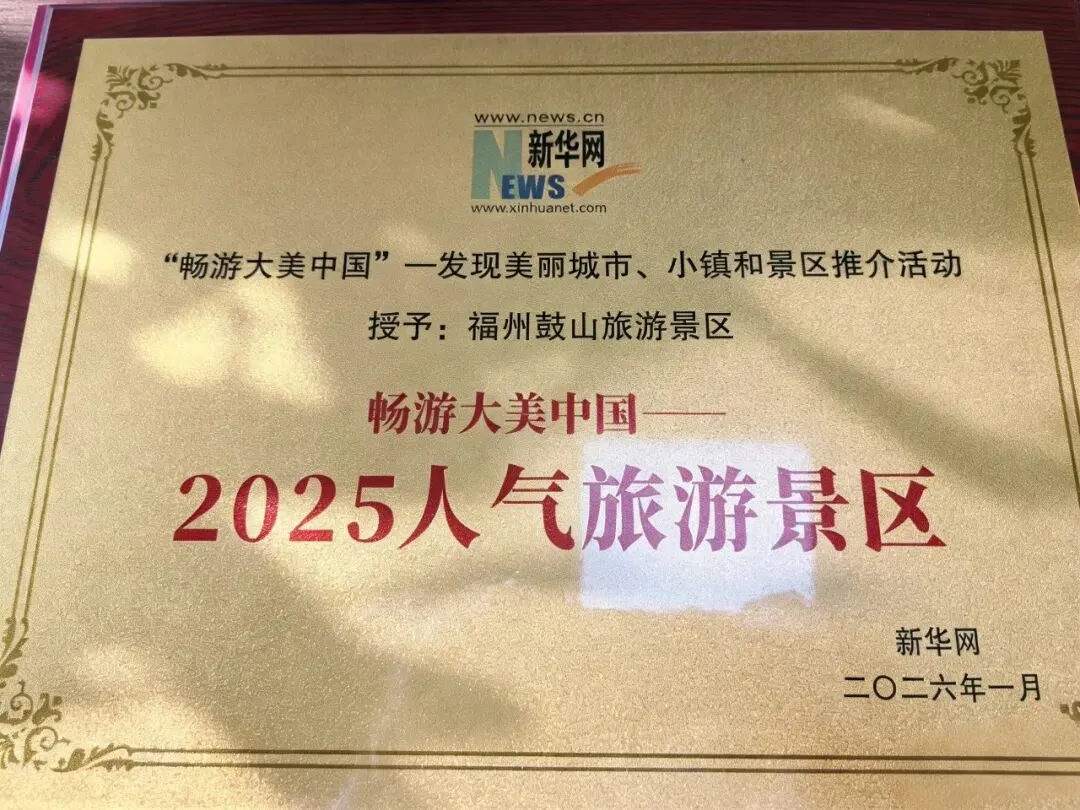 www.news.cn
新华网
NEWS
www.xinhuanet.com
“畅游大美中国”—发现美丽城市、小镇和景区推介活动
授予：福州鼓山旅游景区
畅游大美中国——
2025人气旅游景区
新华网
二〇二六年一月